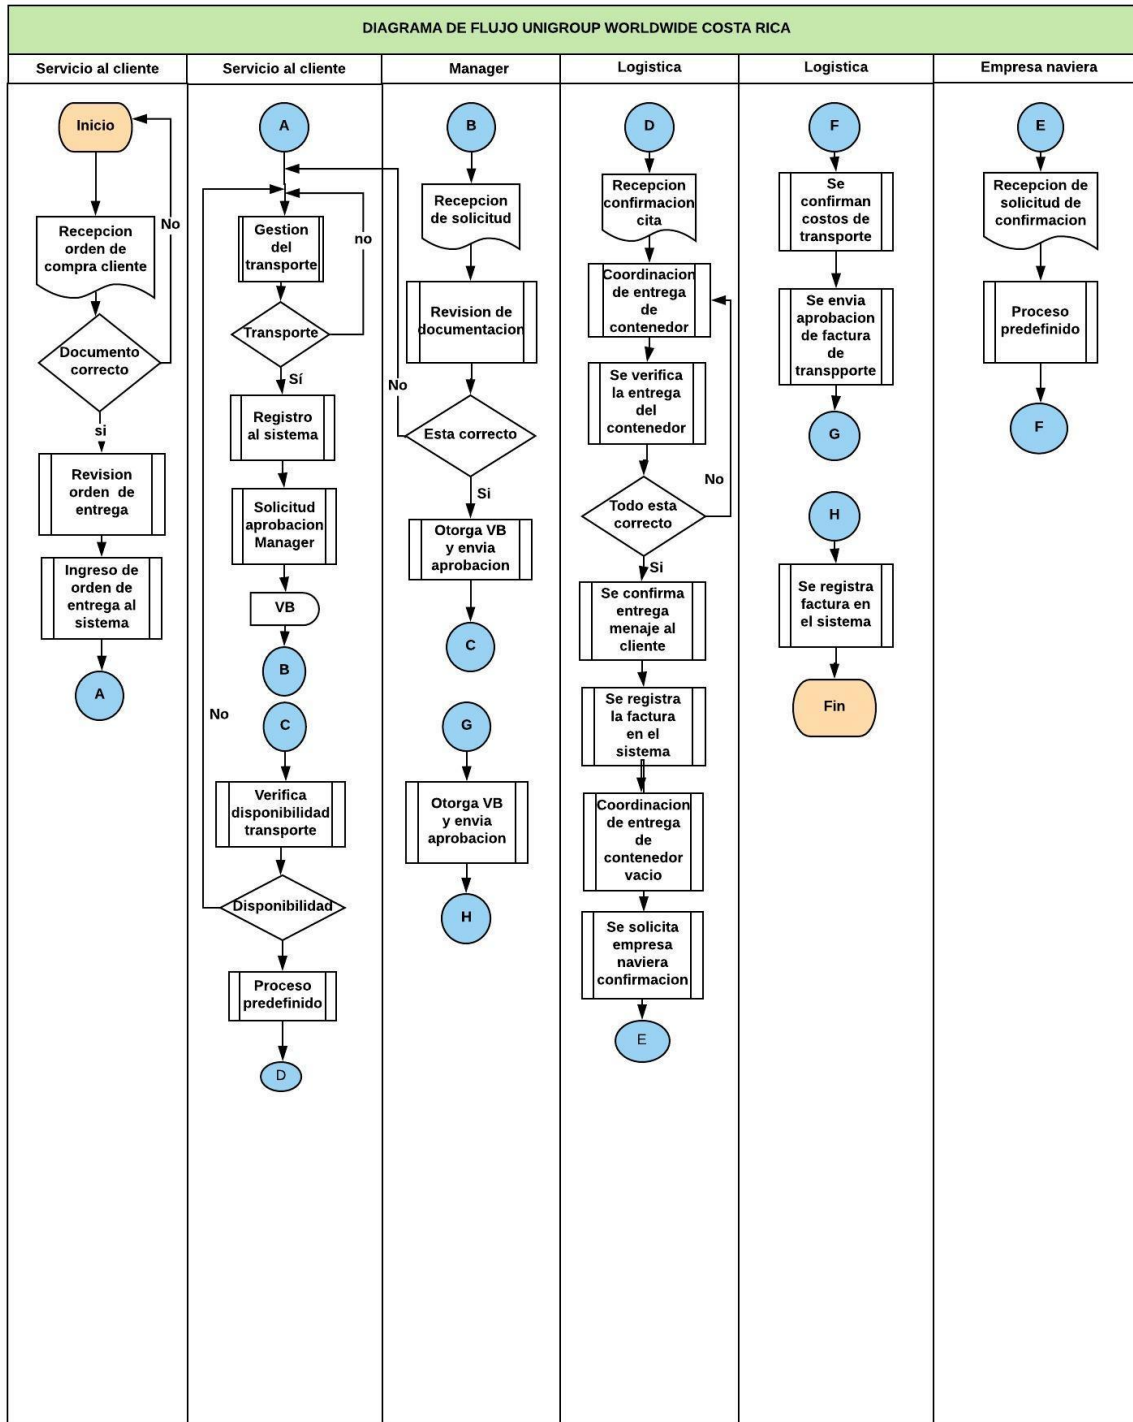 DIAGRAMA DE FLUJO UNIGROUP WORLDWIDE COSTA RICA
Servicio al cliente
Servicio al cliente
Manager
Logistica
Logistica
Empresa naviera
Inicio
No
Recepcion
orden de
compra cliente
Documento
correcto
si
Revision
orden de
entrega
Ingreso de
orden de
entrega al
sistema
A
A
Gestion
del
transporte
no
Transporte
Sí
Registro
al sistema
Solicitud
aprobacion
Manager
VB
B
C
No
Verifica
disponibilidad
transporte
Disponibilidad
Proceso
predefinido
D
B
Recepcion
de solicitud
Revision de
documentacion
No
Esta correcto
Si
Otorga VB
y envia
aprobacion
C
G
Otorga VB
y envia
aprobacion
H
D
Recepcion
confirmacion
cita
Coordinacion
de entrega
de
contenedor
Se verifica
la entrega
del
contenedor
No
Todo esta
correcto
Si
Se confirma
entrega
menaje al
cliente
Se registra
la factura
en el
sistema
Coordinacion
de entrega
de
contenedor
vacio
Se solicita
empresa
naviera
confirmacion
E
F
Se
confirman
costos de
transporte
Se envia
aprobacion
de factura
de
transpporte
G
H
Se registra
factura en
el sistema
Fin
E
Recepcion de
solicitud de
confirmacion
Proceso
predefinido
F